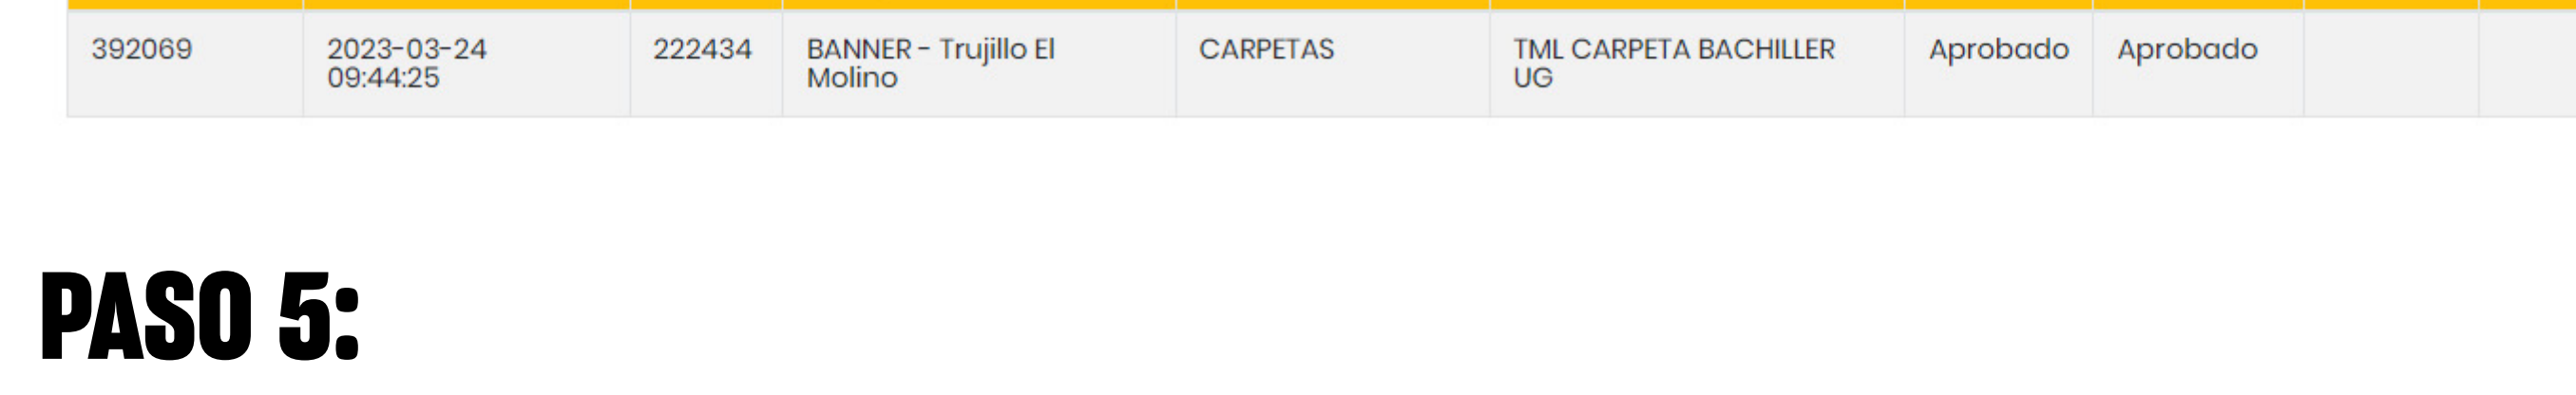 392069 2023-03-24 222434 BANNER - Trujillo El CARPETAS TML CARPETA BACHILLER Aprobado Aprobado
09:44:25 Molino UG
PASO 5: